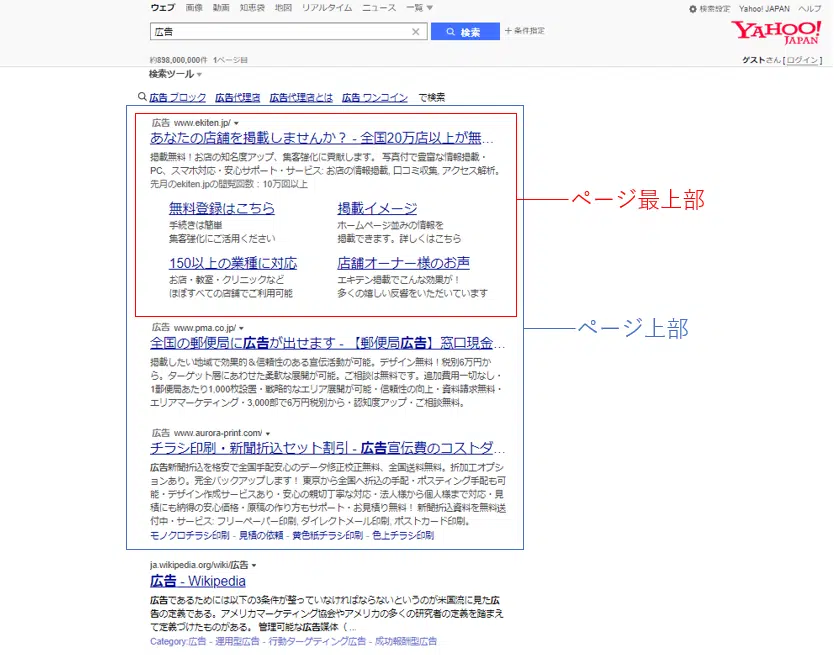 ウェブ 画像 動画 知恵袋 地図 リアルタイム ニュース 一覧▼
検索設定 Yahoo! JAPAN ヘルプ
広告 × 検索 +条件指定
YAHOO!
JAPAN
約898,000,000件 1ページ目
ゲストさん [ログイン]
検索ツール▼
広告 ブロック 広告代理店 広告代理店とは 広告 ワンコイン で検索
広告 www.ekiten.jp/▼
あなたの店舗を掲載しませんか? - 全国20万店以上が無…
掲載無料!お店の知名度アップ、集客強化に貢献します。 写真付で豊富な情報掲載・
PC、スマホ対応・安心サポート・サービス: お店の情報掲載, 口コミ収集, アクセス解析。
先月のekiten.jpの閲覧回数:10万回以上
無料登録はこちら
手続きは簡単
集客強化にご活用ください
掲載イメージ
ホームページ並みの情報を
掲載できます。詳しくはこちら
150以上の業種に対応
お店・教室・クリニックなど
ほぼすべての店舗でご利用可能
店舗オーナー様のお声
エキテン掲載でこんな効果が!
多くの嬉しい反響をいただいています
ページ最上部
広告 www.pma.co.jp/▼
全国の郵便局に広告が出せます - 【郵便局広告】窓口現金…
掲載したい地域で効果的&信頼性のある宣伝活動が可能。デザイン無料!税別6万円か
ら。ターゲット層にあわせた柔軟な展開が可能。ご相談は無料です。追加費用一切なし・
1郵便局あたり1,000枚設置・戦略的なエリア展開が可能・信頼性の向上・資料請求無料・
エリアマーケティング・3,000部で6万円税別から・認知度アップ・ご相談無料。
ページ上部
広告 www.aurora-print.com/▼
チラシ印刷・新聞折込セット割引 - 広告宣伝費のコストダ…
広告新聞折込を格安で全国手配安心のデータ修正校正無料、全国送料無料。折加工オプシ
ョンあり。完全バックアップします! 東京から全国へ折込の手配・ポスティング手配も可
能・デザイン作成サービスあり・安心の親切丁寧な対応・法人様から個人様まで対応・見
積にも納得の安心価格・原稿の作り方もサポート・お見積り無料! 新聞折込資料を無料送
付中・サービス: フリーペーパー印刷, ダイレクトメール印刷, ポストカード印刷。
モノクロチラシ印刷 - 見積の依頼 - 黄色紙チラシ印刷 - 色上チラシ印刷
ja.wikipedia.org/wiki/広告▼
広告 - Wikipedia
広告であるためには以下の3条件が整っていなければならないというのが米国流に見た広
告の定義である。アメリカマーケティング協会やアメリカの多くの研究者の定義を踏まえ
て定義づけたものがある。 管理可能な広告媒体( ...
Category:広告 - 運用型広告 - 行動ターゲティング広告 - 成功報酬型広告